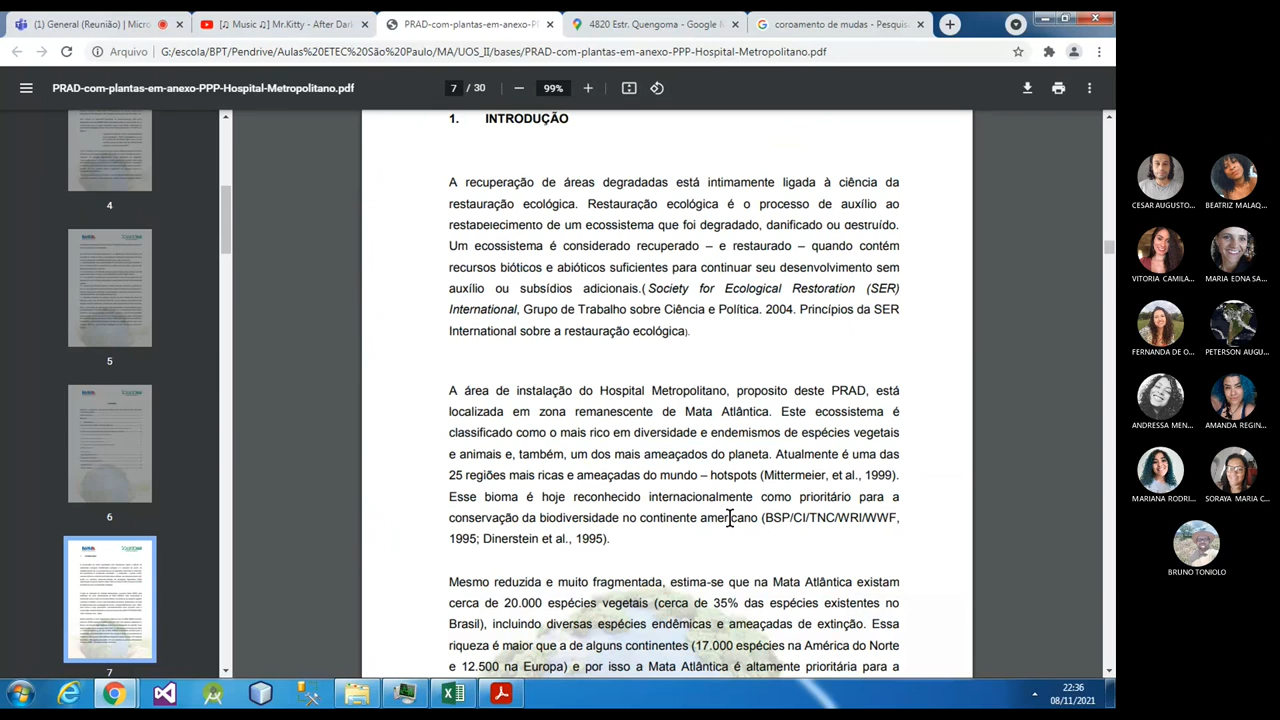 (1) General (Reunião) | Micros
[♫ Music ♫] Mr.Kitty - After Dar
PRAD-com-plantas-em-anexo-PP
4820 Estr. Quengoma - Google M
coroamento de mudas - Pesquis
Arquivo | G:/escola/BPT/Pendrive/Aulas%20ETEC%20São%20Paulo/MA/UOS_II/bases/PRAD-com-plantas-em-anexo-PPP-Hospital-Metropolitano.pdf
PRAD-com-plantas-em-anexo-PPP-Hospital-Metropolitano.pdf
7 / 30
99%
4
5
6
7
1. INTRODUÇÃO
A recuperação de áreas degradadas está intimamente ligada à ciência da
restauração ecológica. Restauração ecológica é o processo de auxílio ao
restabelecimento de um ecossistema que foi degradado, danificado ou destruído.
Um ecossistema é considerado recuperado – e restaurado – quando contém
recursos bióticos e abióticos suficientes para continuar seu desenvolvimento sem
auxílio ou subsídios adicionais.( Society for Ecological Restoration (SER)
International, Grupo de Trabalho sobre Ciência e Política. 2004. Princípios da SER
International sobre a restauração ecológica).
A área de instalação do Hospital Metropolitano, proposito deste PRAD, está
localizada em zona remanescente de Mata Atlântica. Este ecossistema é
classificado como o mais rico em diversidade e endemismos de espécies vegetais
e animais e, também, um dos mais ameaçados do planeta. Atualmente é uma das
25 regiões mais ricas e ameaçadas do mundo – hotspots (Mittermeier, et al., 1999).
Esse bioma é hoje reconhecido internacionalmente como prioritário para a
conservação da biodiversidade no continente americano (BSP/CI/TNC/WRI/WWF,
1995; Dinerstein et al., 1995).
Mesmo reduzida e muito fragmentada, estima-se que na Mata Atlântica existam
cerca de 20.000 espécies vegetais (cerca de 35% das espécies existentes no
Brasil), incluindo diversas espécies endêmicas e ameaçadas de extinção. Essa
riqueza é maior que a de alguns continentes (17.000 espécies na América do Norte
e 12.500 na Europa) e por isso a Mata Atlântica é altamente prioritária para a
CESAR AUGUSTO
BEATRIZ MALAQ...
VITORIA CAMILA...
MARIA EDNA SA...
FERNANDA DE O...
PETERSON AUGU...
ANDRESSA MEN...
AMANDA REGIN...
MARIANA RODRI...
SORAYA MARIA C...
BRUNO TONIOLO
22:36
08/11/2021